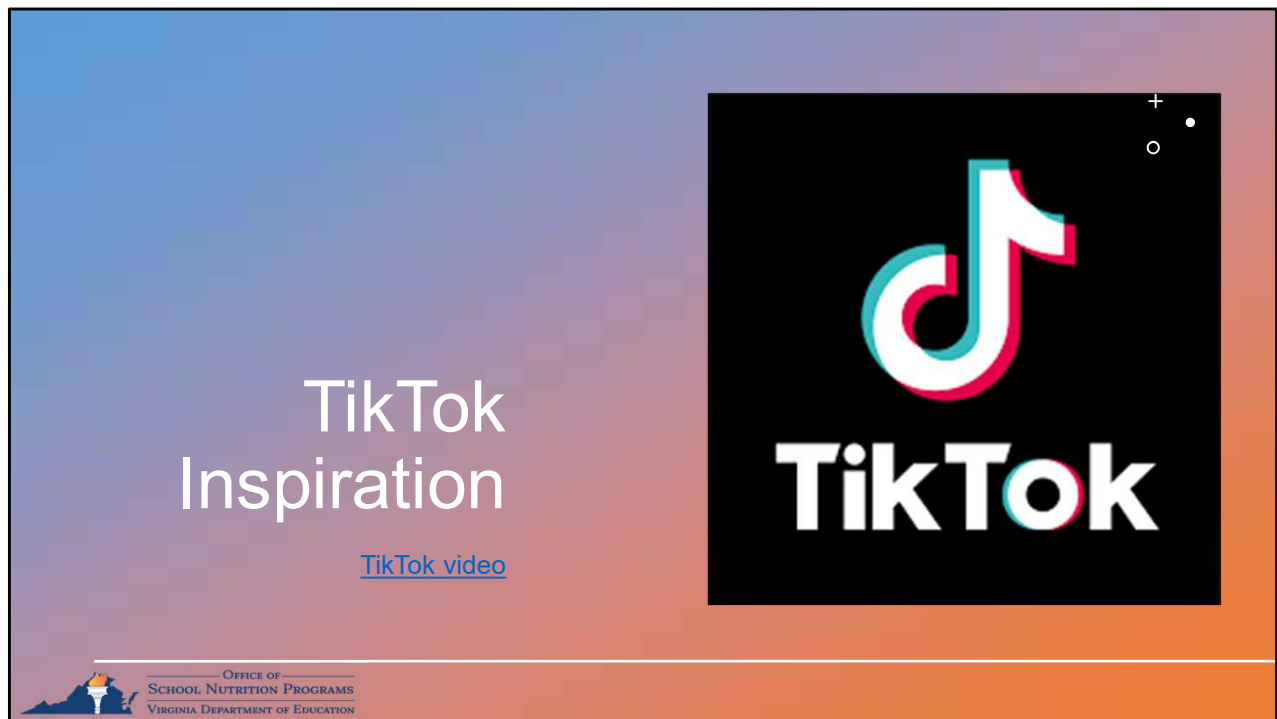 TikTok
Inspiration
TikTok video
TikTok
OFFICE OF
SCHOOL NUTRITION PROGRAMS
VIRGINIA DEPARTMENT OF EDUCATION